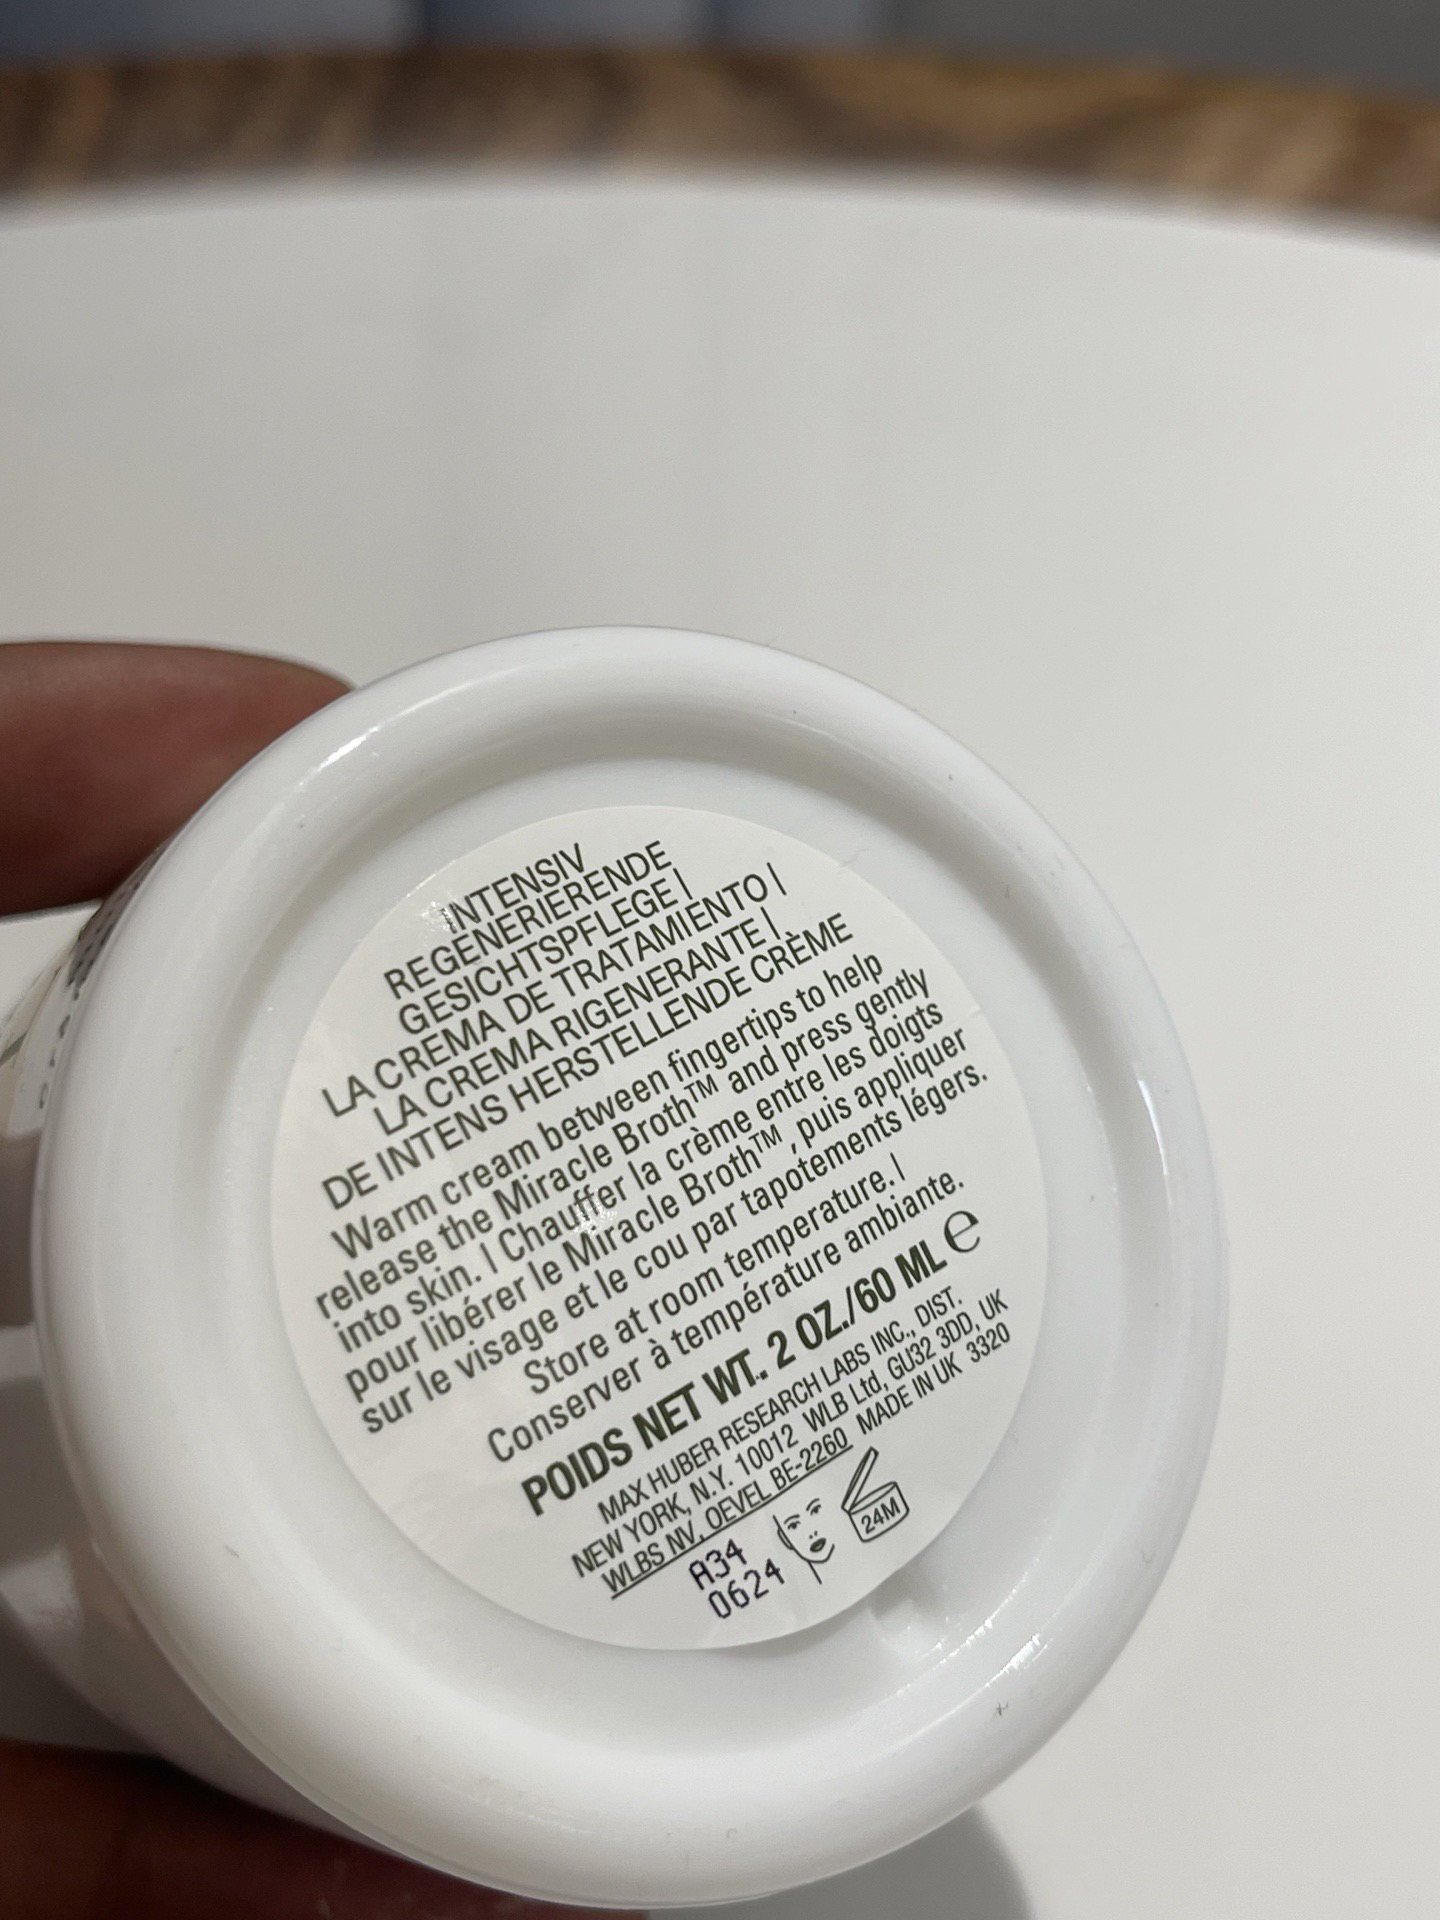 INTENSIV
REGENERIERENDE
GESICHTSPFLEGE |
LA CREMA DE TRATAMIENTO |
LA CREMA RIGENERANTE |
DE INTENS HERSTELLENDE CRÈME
Warm cream between fingertips to help
release the Miracle Broth™ and press gently
into skin. | Chauffer la crème entre les doigts
pour libérer le Miracle Broth™, puis appliquer
sur le visage et le cou par tapotements légers.
Store at room temperature. |
Conserver à température ambiante.
POIDS NET WT. 2 OZ./60 ML ℮
MAX HUBER RESEARCH LABS INC., DIST.
NEW YORK, N.Y. 10012 WLB Ltd, GU32 3DD, UK
WLBS NV, OEVEL BE-2260 MADE IN UK 3320
A34
0624
24M